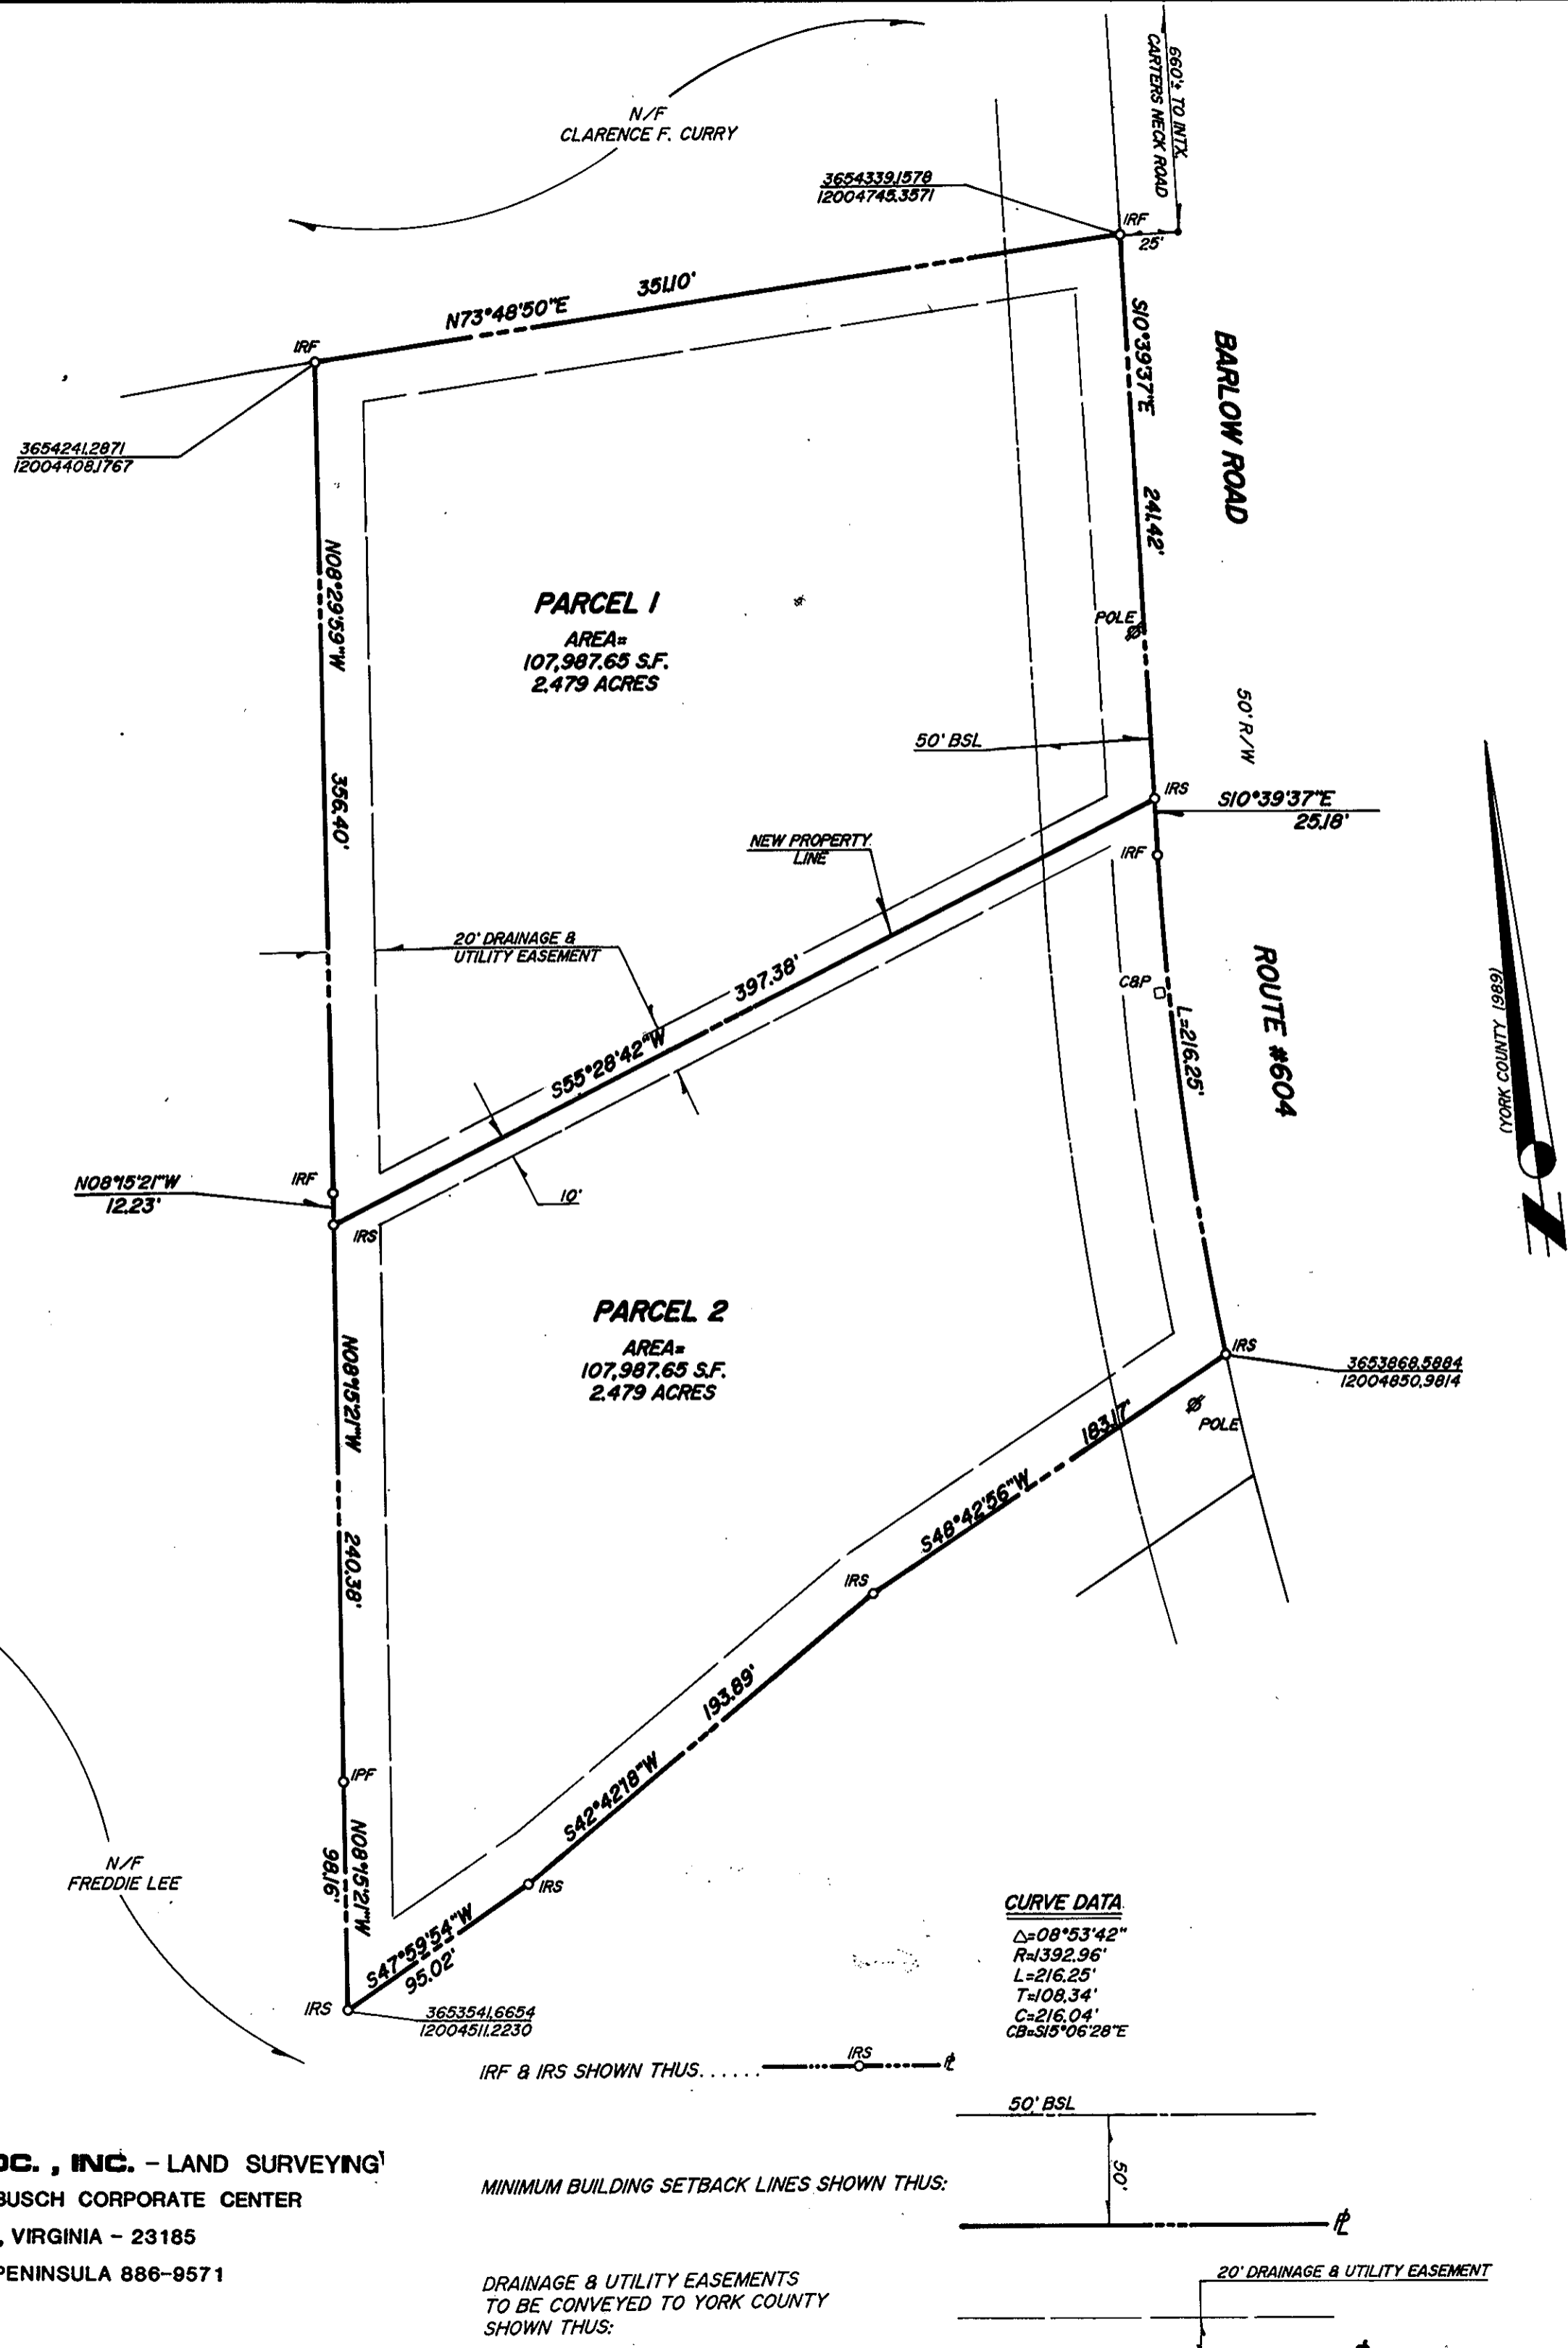 660'± TO INTX.
CARTERS NECK ROAD
N/F
CLARENCE F. CURRY
3654339.1578
12004745.3571
IRF
25'
N73°48'50"E
351.10'
IRF
3654241.2871
12004408.1767
S10°39'37"E
241.42'
BARLOW ROAD
N08°29'59"W
356.40'
PARCEL 1
AREA=
107,987.65 S.F.
2.479 ACRES
POLE
50' R/W
50' BSL
IRS
S10°39'37"E
25.18'
NEW PROPERTY
LINE
IRF
20' DRAINAGE &
UTILITY EASEMENT
397.38'
S55°28'42"W
C&P
L=216.25'
ROUTE #604
(YORK COUNTY 1989)
N
IRF
N08°15'21"W
12.23'
10'
IRS
PARCEL 2
AREA=
107,987.65 S.F.
2.479 ACRES
N08°15'21"W
240.38'
IRS
3653868.5884
12004850.9814
POLE
183.17'
S48°42'56"W
IRS
193.89'
S42°42'18"W
IPF
N08°15'21"W
98.16'
N/F
FREDDIE LEE
IRS
S47°59'54"W
95.02'
IRS
3653541.6654
12004511.2230
CURVE DATA
△=08°53'42"
R=1392.96'
L=216.25'
T=108.34'
C=216.04'
CB=S15°06'28"E
IRF & IRS SHOWN THUS......
IRS
℄
50' BSL
OC. , INC. - LAND SURVEYING
BUSCH CORPORATE CENTER
, VIRGINIA - 23185
PENINSULA 886-9571
MINIMUM BUILDING SETBACK LINES SHOWN THUS:
50'
℄
DRAINAGE & UTILITY EASEMENTS
TO BE CONVEYED TO YORK COUNTY
SHOWN THUS:
20' DRAINAGE & UTILITY EASEMENT